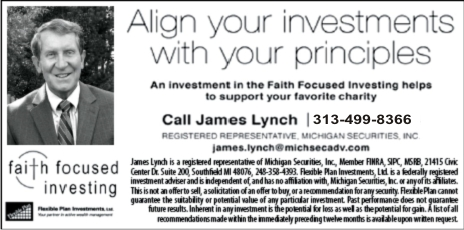 Align your investments
with your principles
An investment in the Faith Focused Investing helps
to support your favorite charity
Call James Lynch | 313-499-8366
REGISTERED REPRESENTATIVE, MICHIGAN SECURITIES, INC
james.lynch@michsecadv.com
faith focused
investing
Flexible Plan Investments, Ltd.
Your partner in active wealth management
James Lynch is a registered representative of Michigan Securities, Inc., Member FINRA, SIPC, MSRB, 21415 Civic
Center Dr. Suite 200, Southfield MI 48076, 248-358-4393. Flexible Plan Investments, Ltd. is a federally registered
investment adviser and is independent of, and has no affiliation with, Michigan Securities, Inc. or any of its affiliates.
This is not an offer to sell, a solicitation of an offer to buy, or a recommendation for any security. Flexible Plan cannot
guarantee the suitability or potential value of any particular investment. Past performance does not guarantee
future results. Inherent in any investment is the potential for loss as well as the potential for gain. A list of all
recommendations made within the immediately preceding twelve months is available upon written request.